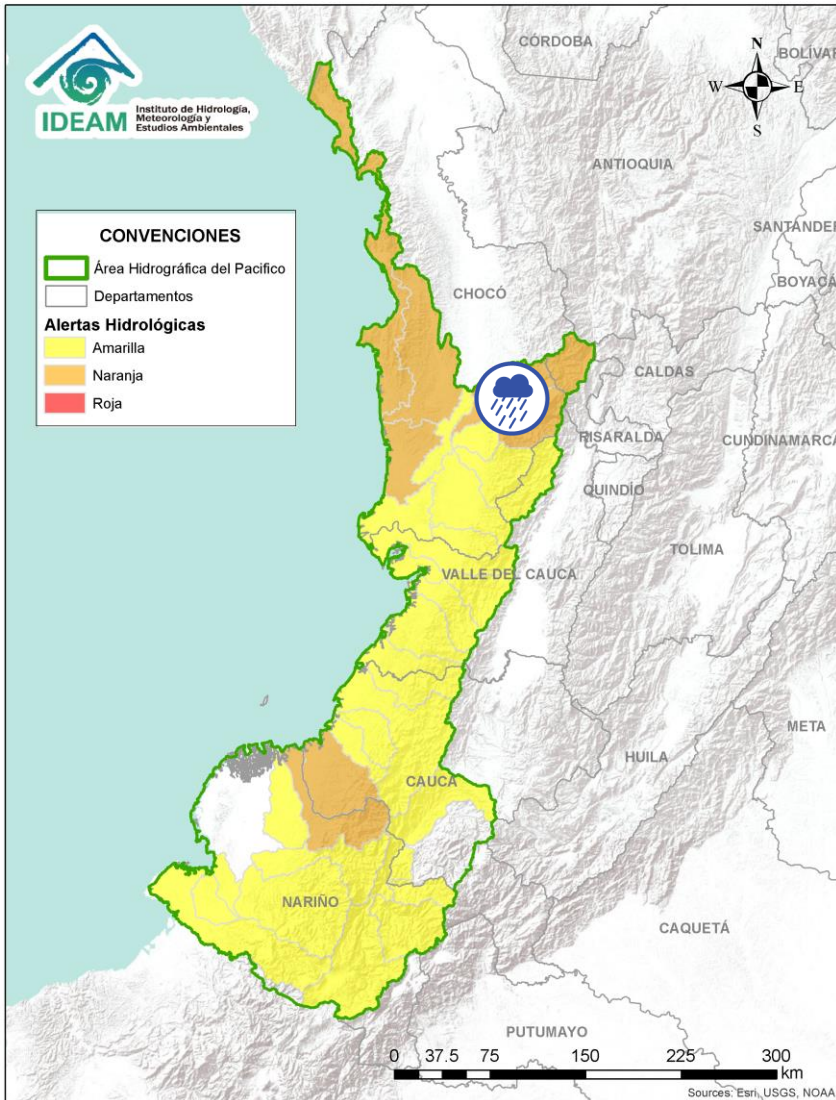 IDEAM
Instituto de Hidrología,
Meteorología y
Estudios Ambientales
N
W
E
S
CÓRDOBA
BOLÍVAR
ANTIOQUIA
SANTANDER
BOYACÁ
CHOCÓ
CALDAS
RISARALDA
CUNDINAMARCA
QUINDÍO
TOLIMA
VALLE DEL CAUCA
META
HUILA
CAUCA
NARIÑO
CAQUETÁ
PUTUMAYO
CONVENCIONES
Área Hidrográfica del Pacifico
Departamentos
Alertas Hidrológicas
Amarilla
Naranja
Roja
0 37.5 75 150 225 300
km
Sources: Esri, USGS, NOAA